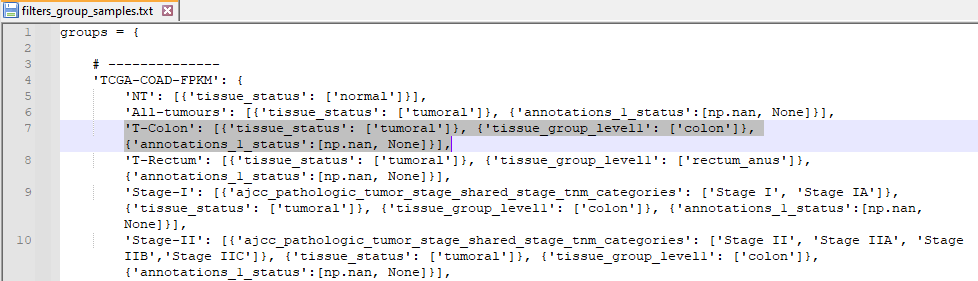 filters_group_samples.txt
1 groups = {
2
3 # --------------
4 'TCGA-COAD-FPKM': {
5 'NT': [{'tissue_status': ['normal']}],
6 'All-tumours': [{'tissue_status': ['tumoral']}, {'annotations_1_status':[np.nan, None]}],
7 'T-Colon': [{'tissue_status': ['tumoral']}, {'tissue_group_level1': ['colon']},
{'annotations_1_status':[np.nan, None]}],
8 'T-Rectum': [{'tissue_status': ['tumoral']}, {'tissue_group_level1': ['rectum_anus']},
{'annotations_1_status':[np.nan, None]}],
9 'Stage-I': [{'ajcc_pathologic_tumor_stage_shared_stage_tnm_categories': ['Stage I', 'Stage IA']},
{'tissue_status': ['tumoral']}, {'tissue_group_level1': ['colon']}, {'annotations_1_status':[np.nan,
None]}],
10 'Stage-II': [{'ajcc_pathologic_tumor_stage_shared_stage_tnm_categories': ['Stage II', 'Stage IIA', 'Stage
IIB','Stage IIC']}, {'tissue_status': ['tumoral']}, {'tissue_group_level1': ['colon']},
{'annotations_1_status':[np.nan, None]}],